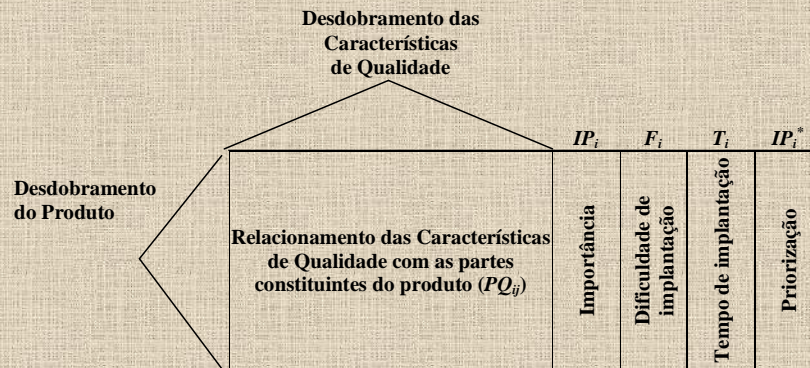 Desdobramento das
Características
de Qualidade
IPi Fi Ti IPi*
Desdobramento
do Produto
Relacionamento das Características
de Qualidade com as partes
constituintes do produto (PQij)
Importância
Dificuldade de
implantação
Tempo de implantação
Priorização